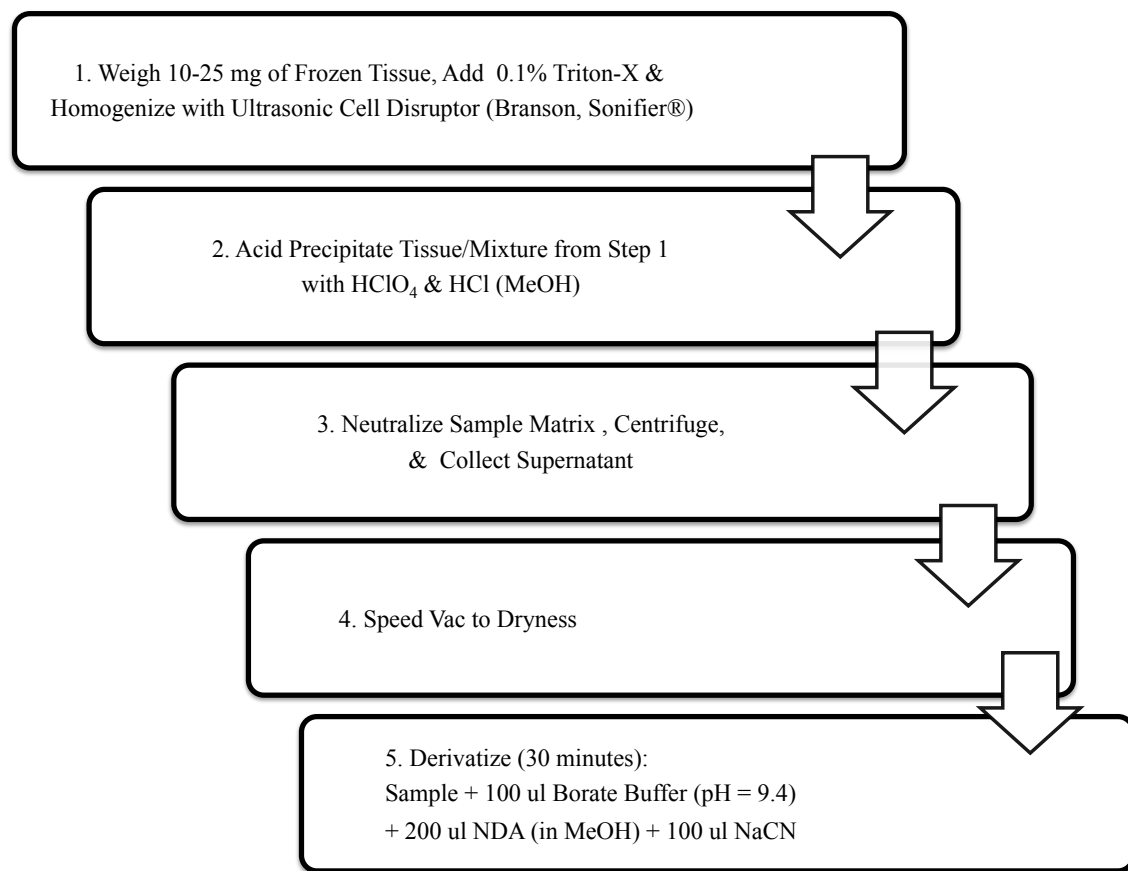 1. Weigh 10-25 mg of Frozen Tissue, Add  0.1% Triton-X &
Homogenize with Ultrasonic Cell Disruptor (Branson, Sonifier®)
2. Acid Precipitate Tissue/Mixture from Step 1
with HClO₄ & HCl (MeOH)
3. Neutralize Sample Matrix , Centrifuge,
&  Collect Supernatant
4. Speed Vac to Dryness
5. Derivatize (30 minutes):
Sample + 100 ul Borate Buffer (pH = 9.4)
+ 200 ul NDA (in MeOH) + 100 ul NaCN